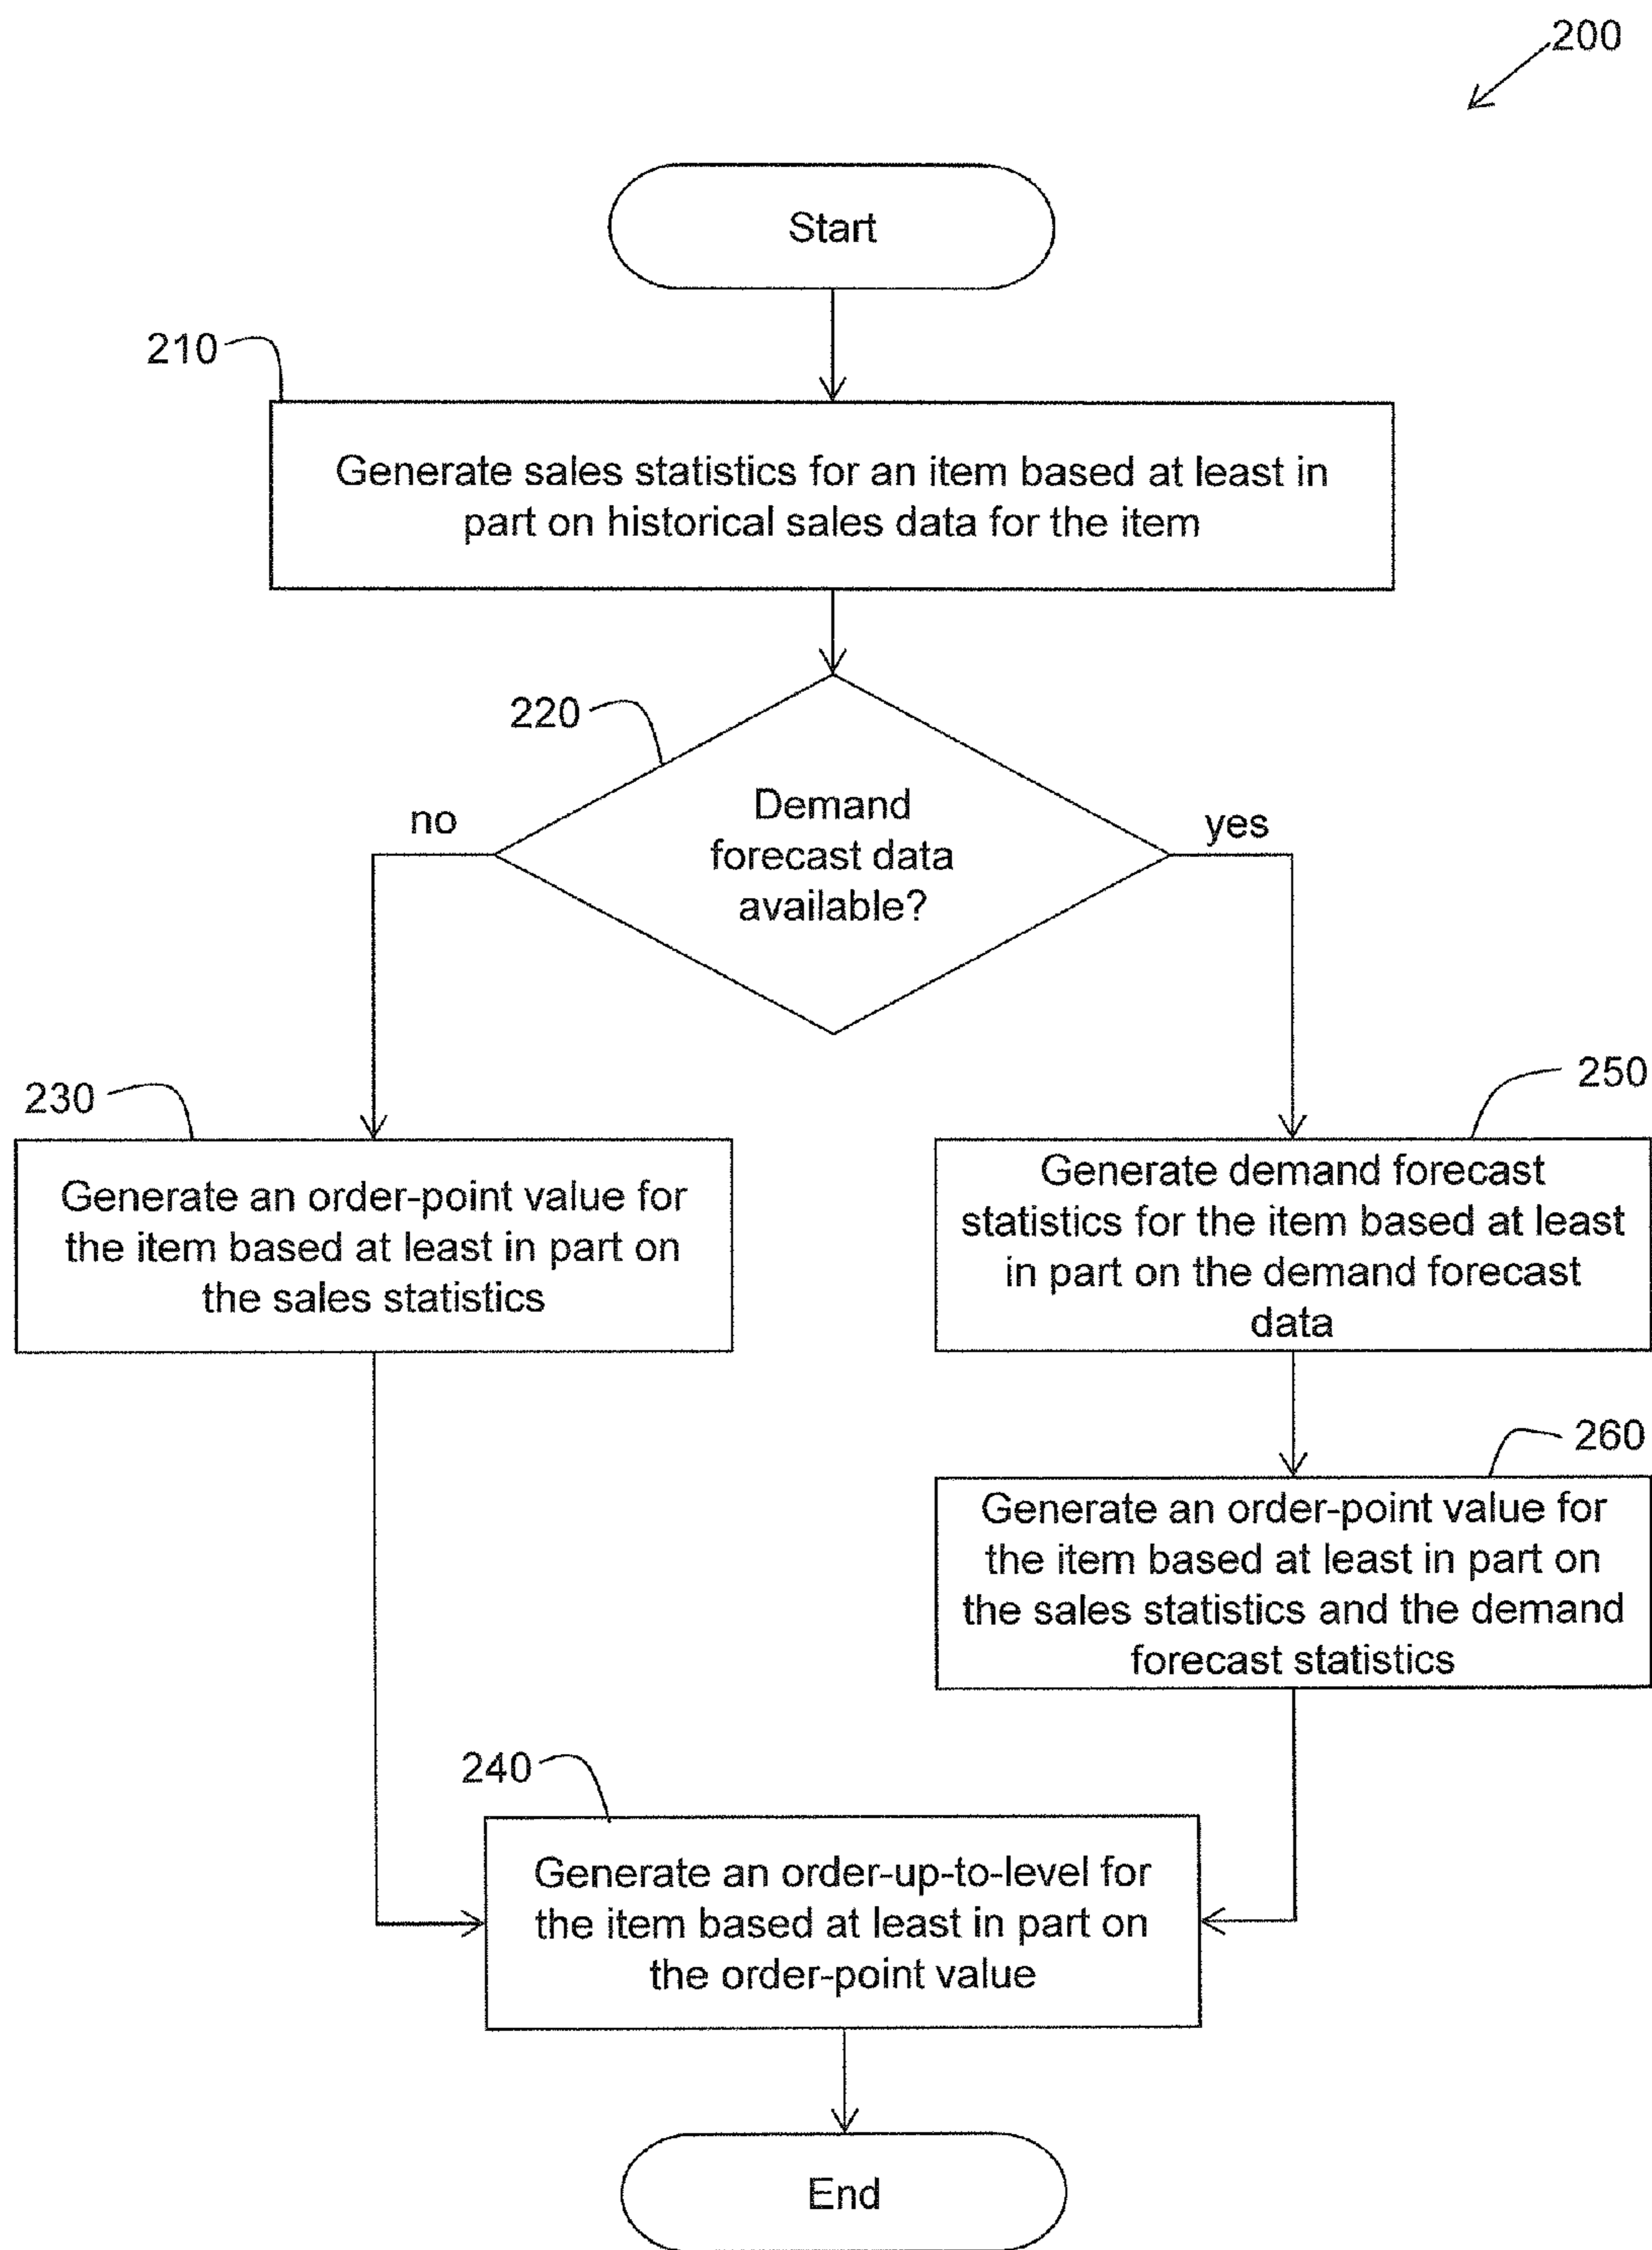 200
Start
210
Generate sales statistics for an item based at least in
part on historical sales data for the item
220
Demand
forecast data
available?
no
yes
230
Generate an order-point value for
the item based at least in part on
the sales statistics
250
Generate demand forecast
statistics for the item based at least
in part on the demand forecast
data
260
Generate an order-point value for
the item based at least in part on
the sales statistics and the demand
forecast statistics
240
Generate an order-up-to-level for
the item based at least in part on
the order-point value
End